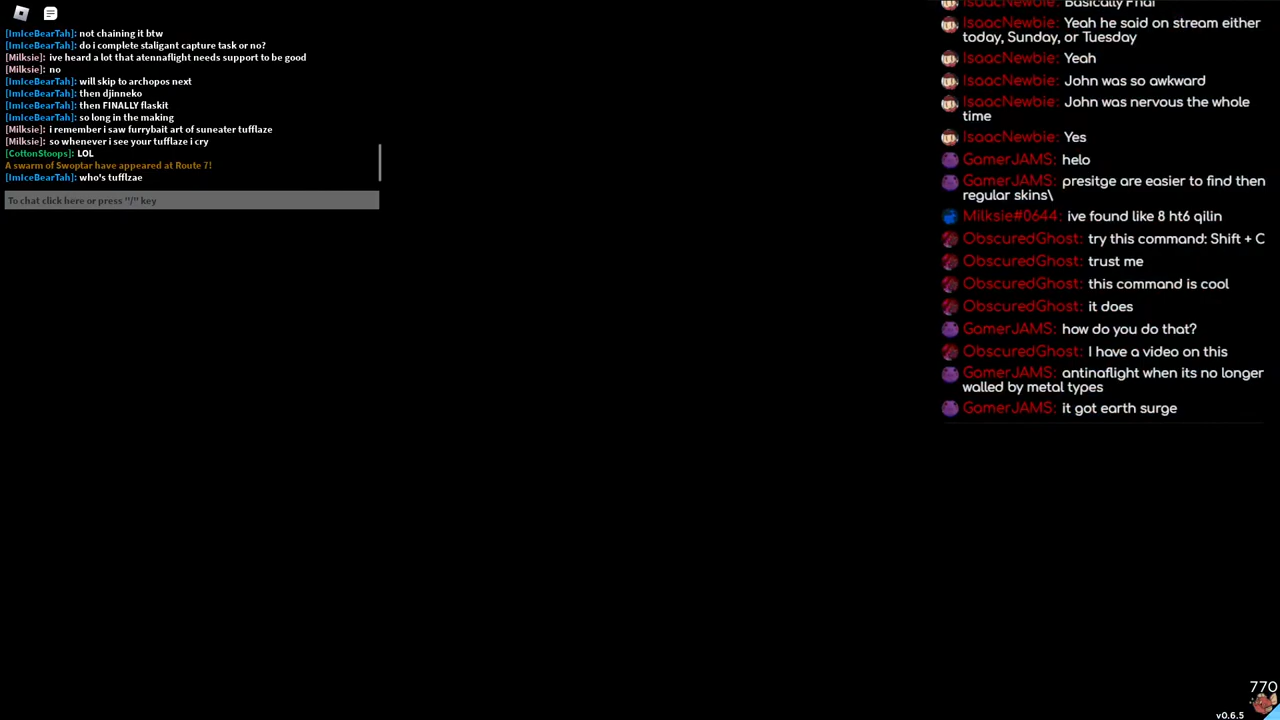 [ImIceBearTah]: not chaining it btw
[ImIceBearTah]: do i complete staligant capture task or no?
[Milksie]: ive heard a lot that atennaflight needs support to be good
[Milksie]: no
[ImIceBearTah]: will skip to archopos next
[ImIceBearTah]: then djinneko
[ImIceBearTah]: then FINALLY flaskit
[ImIceBearTah]: so long in the making
[Milksie]: i remember i saw furrybait art of suneater tufflaze
[Milksie]: so whenever i see your tufflaze i cry
[CottonStoops]: LOL
A swarm of Swoptar have appeared at Route 7!
[ImIceBearTah]: who's tufflzae
To chat click here or press "/" key
IsaacNewbie: Basically Friar
IsaacNewbie: Yeah he said on stream either
today, Sunday, or Tuesday
IsaacNewbie: Yeah
IsaacNewbie: John was so awkward
IsaacNewbie: John was nervous the whole
time
IsaacNewbie: Yes
GamerJAMS: helo
GamerJAMS: presitge are easier to find then
regular skins\
Milksie#0644: ive found like 8 ht6 qilin
ObscuredGhost: try this command: Shift + C
ObscuredGhost: trust me
ObscuredGhost: this command is cool
ObscuredGhost: it does
GamerJAMS: how do you do that?
ObscuredGhost: I have a video on this
GamerJAMS: antinaflight when its no longer
walled by metal types
GamerJAMS: it got earth surge
770
v0.6.5